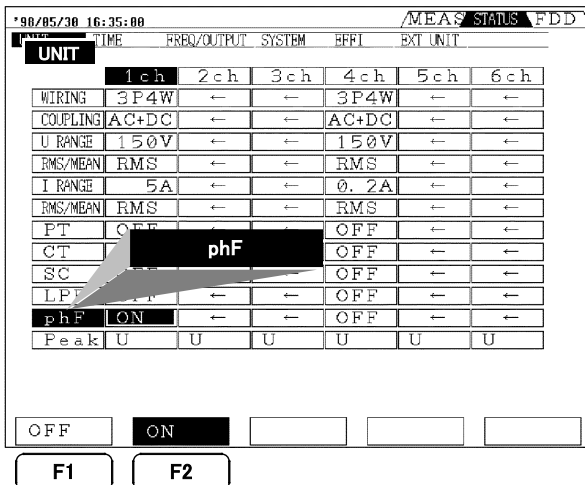 '98/05/30 16:35:00 MEAS STATUS FDD
UNIT TIME FREQ/OUTPUT SYSTEM EFFI EXT UNIT
UNIT
1ch 2ch 3ch 4ch 5ch 6ch
WIRING 3P4W ← ← 3P4W ← ←
COUPLING AC+DC ← ← AC+DC ← ←
U RANGE 150V ← ← 150V ← ←
RMS/MEAN RMS ← ← RMS ← ←
I RANGE 5A ← ← 0. 2A ← ←
RMS/MEAN RMS ← ← RMS ← ←
PT OFF OFF ← ←
phF
CT OFF ← ←
SC OFF ← ←
LPF OFF ← ← OFF ← ←
phF ON ← ← OFF ← ←
Peak U U U U U U
OFF ON
F1 F2